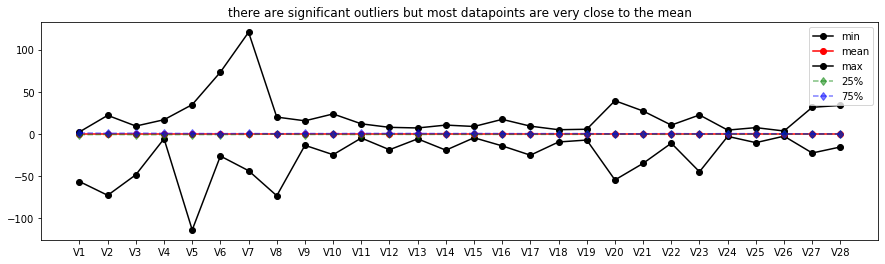 there are significant outliers but most datapoints are very close to the mean
min
mean
max
25%
75%
100
50
0
−50
−100
V1 V2 V3 V4 V5 V6 V7 V8 V9 V10 V11 V12 V13 V14 V15 V16 V17 V18 V19 V20 V21 V22 V23 V24 V25 V26 V27 V28